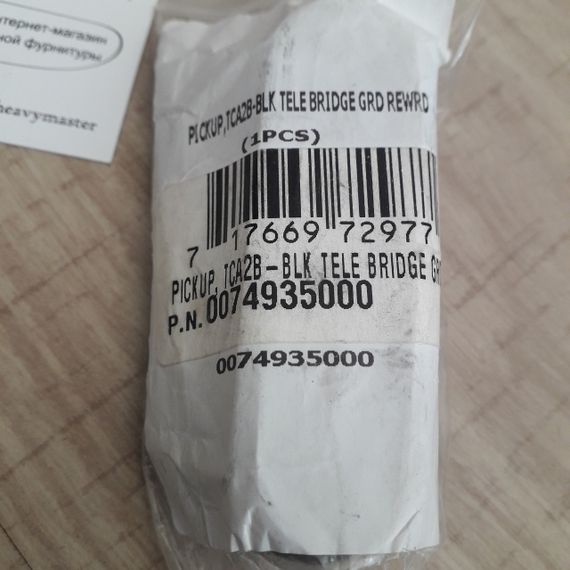 тернет-магазин
ной фурнитуры
heavymaster
PICKUP,TCA2B-BLK TELE BRIDGE GRD REWRD
(1PCS)
7 17669 72977
PICKUP, TCA2B-BLK TELE BRIDGE GR
P.N. 0074935000
0074935000